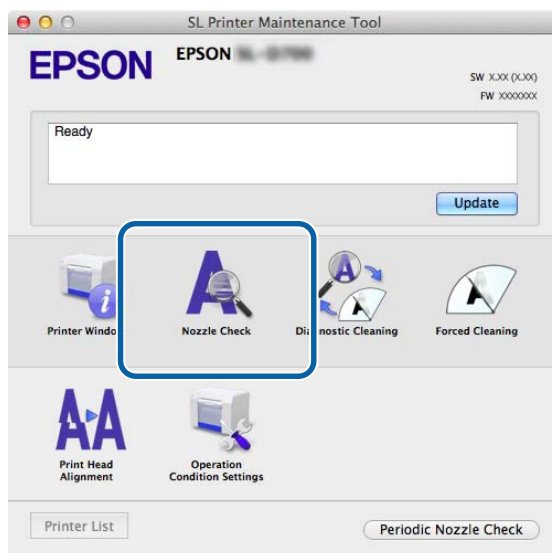 SL Printer Maintenance Tool
EPSON
EPSON
SW X.XX (X.XX)
FW XXXXXXX
Ready
Update
Nozzle Check
Forced Cleaning
Print Head
Alignment
Operation
Condition Settings
Printer List
Periodic Nozzle Check